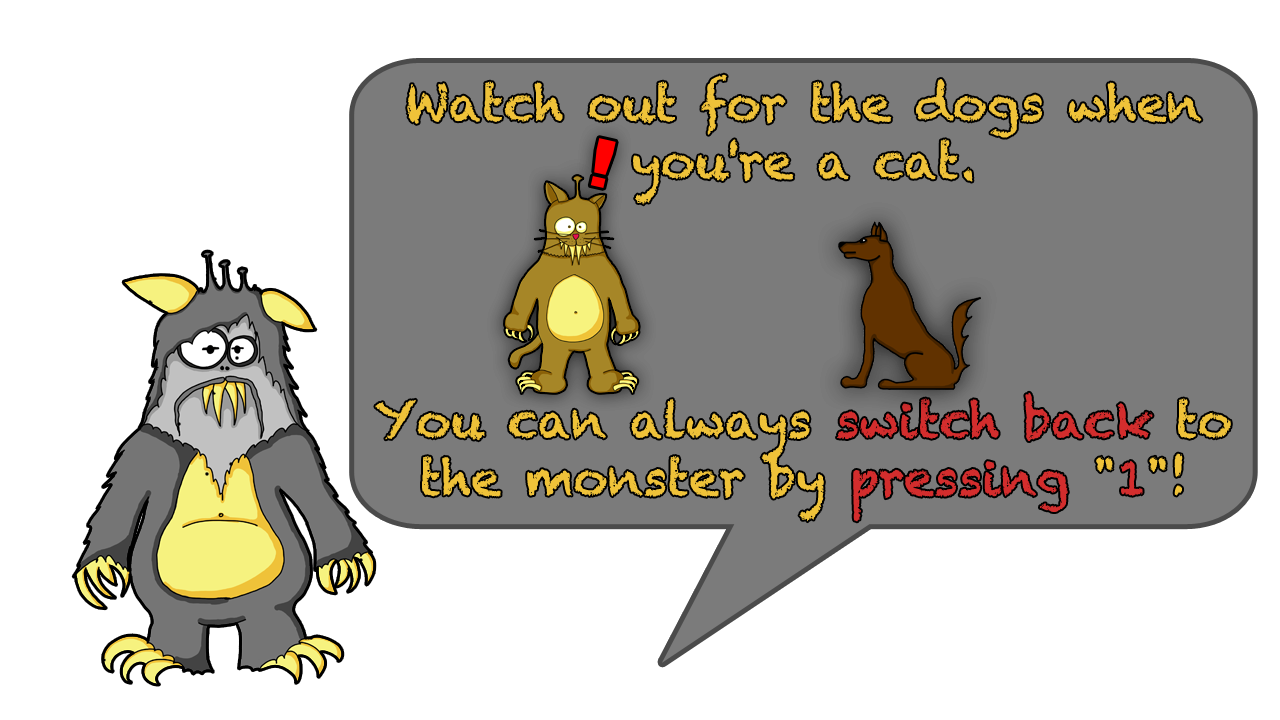 Watch out for the dogs when
you're a cat.
!
You can always switch back to
the monster by pressing "1"!